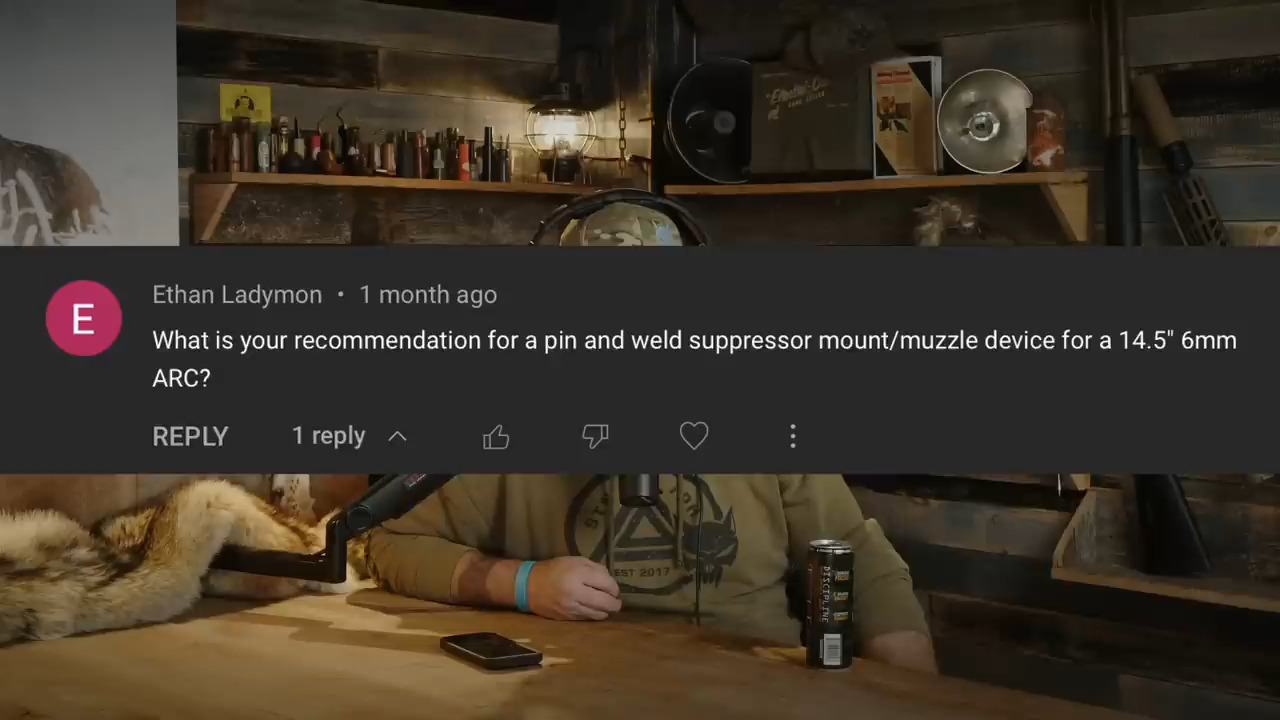 Ethan Ladymon • 1 month ago
E
What is your recommendation for a pin and weld suppressor mount/muzzle device for a 14.5" 6mm
ARC?
REPLY 1 reply
EST 2017
DISCIPLINE